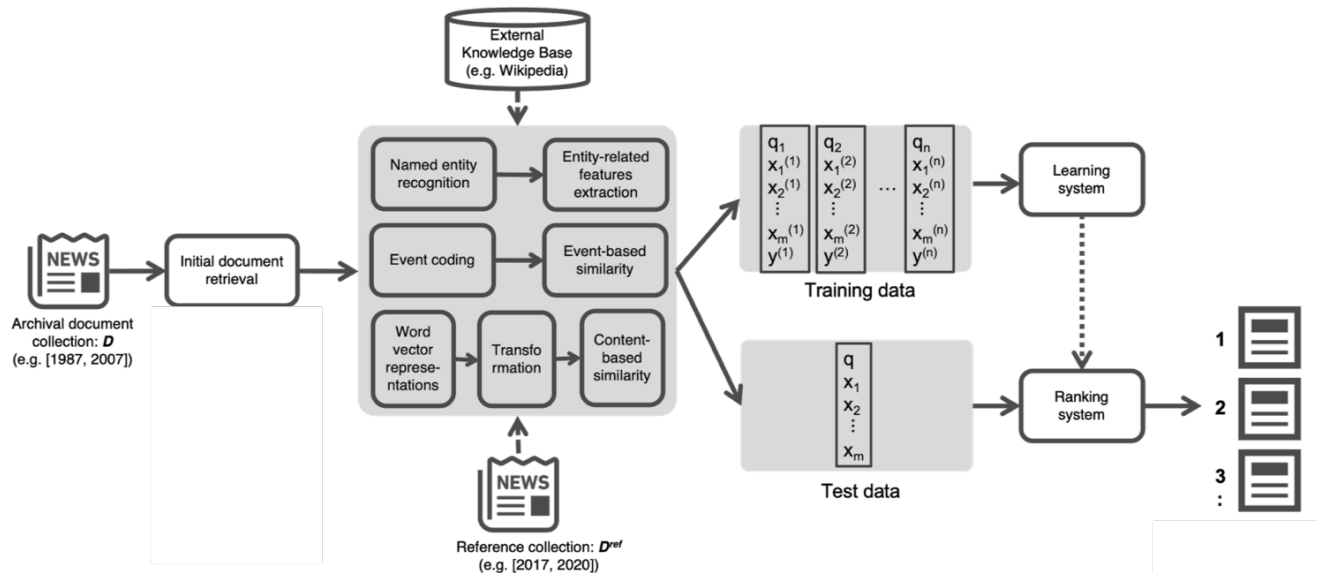 External
Knowledge Base
(e.g. Wikipedia)
Named entity
recognition
Entity-related
features
extraction
Event coding
Event-based
similarity
Word
vector
represe-
ntations
Transfo
rmation
Content-
based
similarity
NEWS
Archival document
collection: D
(e.g. [1987, 2007])
Initial document
retrieval
NEWS
Reference collection: D^ref
(e.g. [2017, 2020])
q₁
x₁⁽¹⁾
x₂⁽¹⁾
⋮
xₘ⁽¹⁾
y⁽¹⁾
q₂
x₁⁽²⁾
x₂⁽²⁾
⋮
xₘ⁽²⁾
y⁽²⁾
...
qₙ
x₁⁽ⁿ⁾
x₂⁽ⁿ⁾
⋮
xₘ⁽ⁿ⁾
y⁽ⁿ⁾
Training data
q
x₁
x₂
⋮
xₘ
Test data
Learning
system
Ranking
system
1
2
3
: